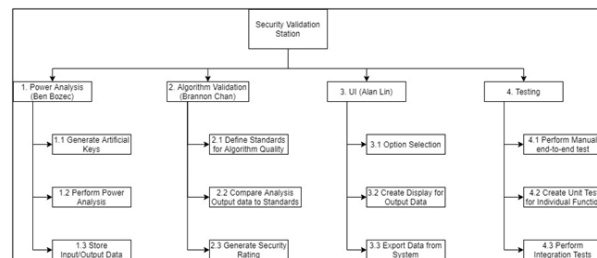 Security Validation
Station
1. Power Analysis
(Ben Bozec)
2. Algorithm Validation
(Brannon Chan)
3. UI (Alan Lin)
4. Testing
1.1 Generate Artificial
Keys
2.1 Define Standards
for Algorithm Quality
3.1 Option Selection
4.1 Perform Manual
end-to-end test
1.2 Perform Power
Analysis
2.2 Compare Analysis
Output data to Standards
3.2 Create Display for
Output Data
4.2 Create Unit Test
for Individual Function
1.3 Store
Input/Output Data
2.3 Generate Security
Rating
3.3 Export Data from
System
4.3 Perform
Integration Tests